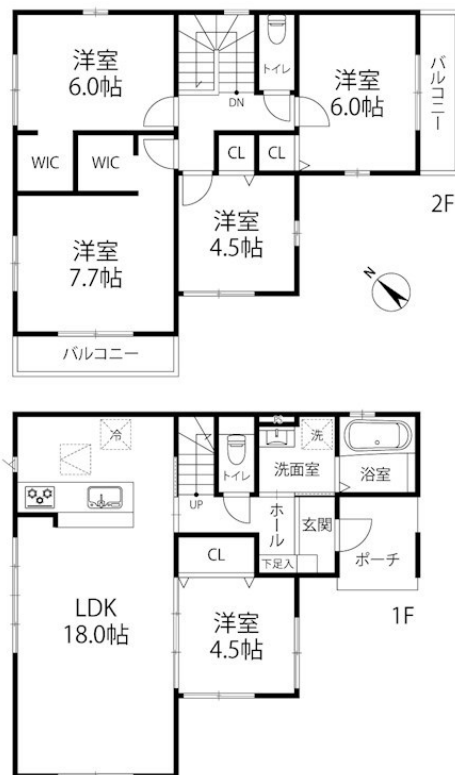 洋室
6.0帖
トイレ
洋室
6.0帖
バルコニー
DN
WIC
WIC
CL
CL
洋室
7.7帖
洋室
4.5帖
2F
N
バルコニー
冷
洗
トイレ
洗面室
浴室
UP
ホール
玄関
下足入
ポーチ
CL
LDK
18.0帖
洋室
4.5帖
1F